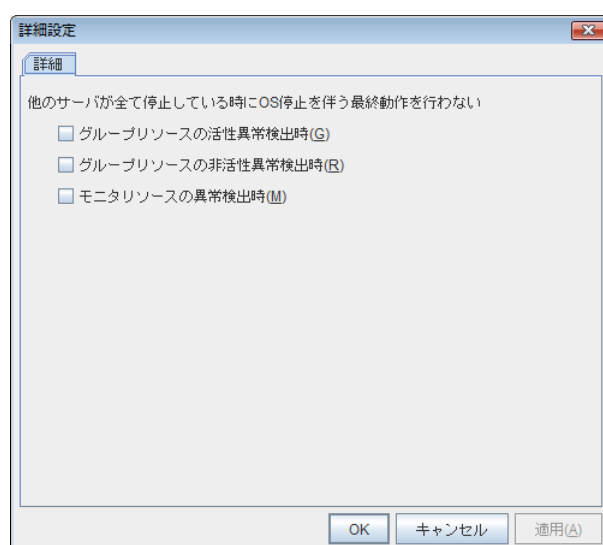 詳細設定
詳細
他のサーバが全て停止している時にOS停止を伴う最終動作を行わない
グループリソースの活性異常検出時(G)
グループリソースの非活性異常検出時(R)
モニタリソースの異常検出時(M)
OK キャンセル 適用(A)